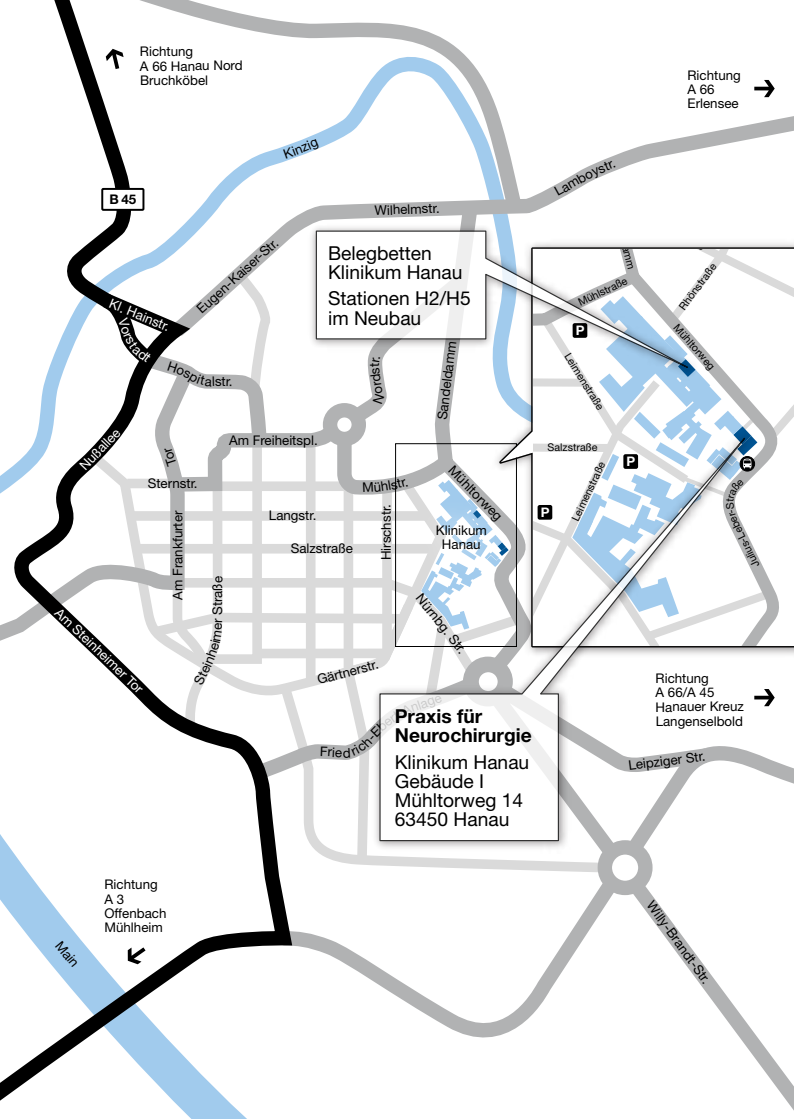 Richtung
A 66 Hanau Nord
Bruchköbel
Richtung
A 66
Erlensee
Kinzig
Lamboystr.
B 45
Wilhelmstr.
Eugen-Kaiser-Str.
Belegbetten
Klinikum Hanau
Stationen H2/H5
im Neubau
Kl. Hainstr.
Vorstadt
Hospitalstr.
Nordstr.
Sandeldamm
Am Freiheitspl.
Nußallee
Tor
Sternstr.
Mühlstr.
Mühltorweg
Langstr.
Hirschstr.
Salzstraße
Klinikum
Hanau
Am Frankfurter
Steinheimer Straße
Nürnbg. Str.
Am Steinheimer Tor
Gärtnerstr.
amm
Mühlstraße
Rhönstraße
P
Mühltorweg
Leimenstraße
Salzstraße
P
Leimenstraße
P
Julius-Leber-Straße
Richtung
A 66/A 45
Hanauer Kreuz
Langenselbold
Friedrich-Ebert-Anlage
Praxis für
Neurochirurgie
Klinikum Hanau
Gebäude I
Mühltorweg 14
63450 Hanau
Leipziger Str.
Richtung
A 3
Offenbach
Mühlheim
Main
Willy-Brandt-Str.